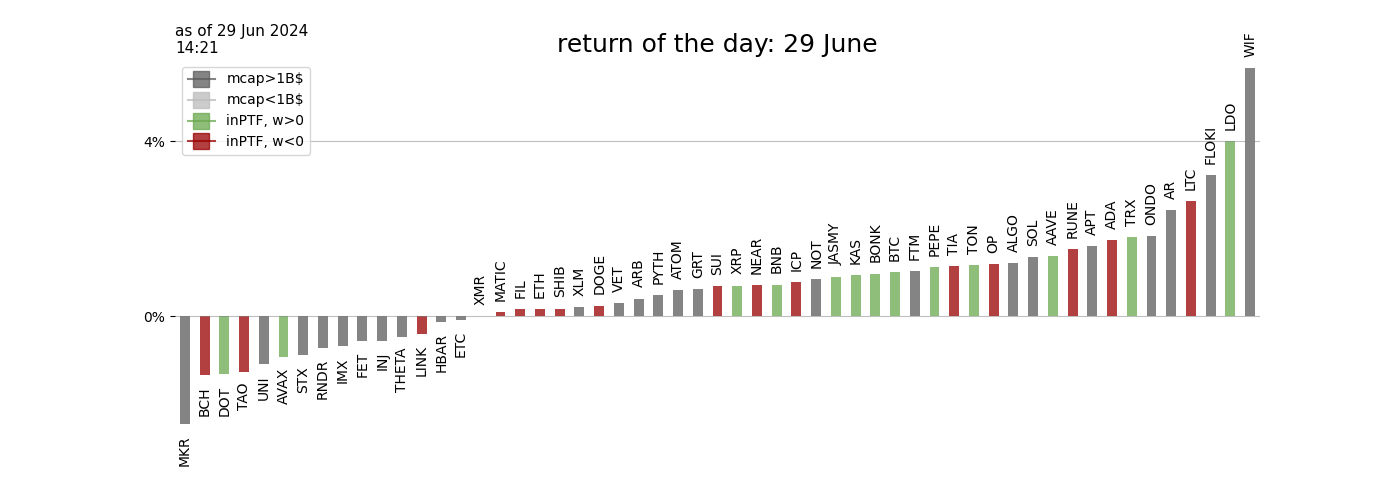 as of 29 Jun 2024
14:21
return of the day: 29 June
mcap>1B$
mcap<1B$
inPTF, w>0
inPTF, w<0
4%
0%
MKR
BCH
DOT
TAO
UNI
AVAX
STX
RNDR
IMX
FET
INJ
THETA
LINK
HBAR
ETC
XMR
MATIC
FIL
ETH
SHIB
XLM
DOGE
VET
ARB
PYTH
ATOM
GRT
SUI
XRP
NEAR
BNB
ICP
NOT
JASMY
KAS
BONK
BTC
FTM
PEPE
TIA
TON
OP
ALGO
SOL
AAVE
RUNE
APT
ADA
TRX
ONDO
AR
LTC
FLOKI
LDO
WIF